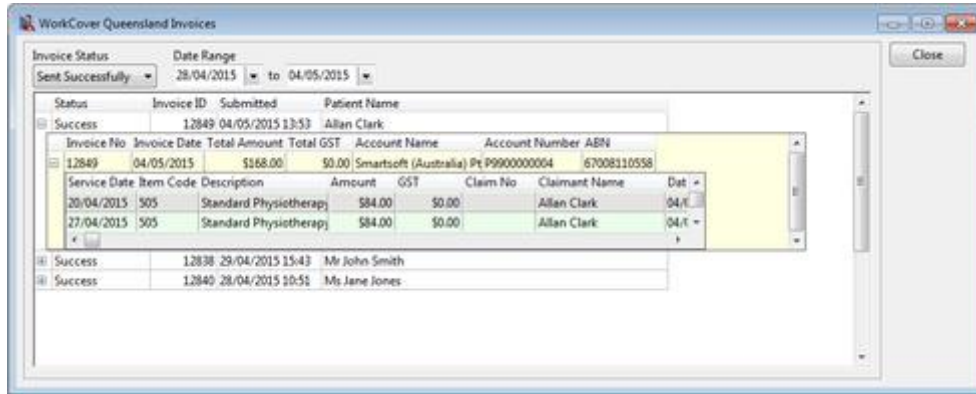 WorkCover Queensland Invoices
Invoice Status Date Range Close
Sent Successfully 28/04/2015 to 04/05/2015
Status Invoice ID Submitted Patient Name
Success 12849 04/05/2015 13:53 Allan Clark
Invoice No Invoice Date Total Amount Total GST Account Name Account Number ABN
12849 04/05/2015 $168.00 $0.00 Smartsoft (Australia) Pt P9900000004 67008110558
Service Date Item Code Description Amount GST Claim No Claimant Name Dat
20/04/2015 505 Standard Physiotherapy $84.00 $0.00 Allan Clark 04/
27/04/2015 505 Standard Physiotherapy $84.00 $0.00 Allan Clark 04/
Success 12838 29/04/2015 15:43 Mr John Smith
Success 12840 28/04/2015 10:51 Ms Jane Jones